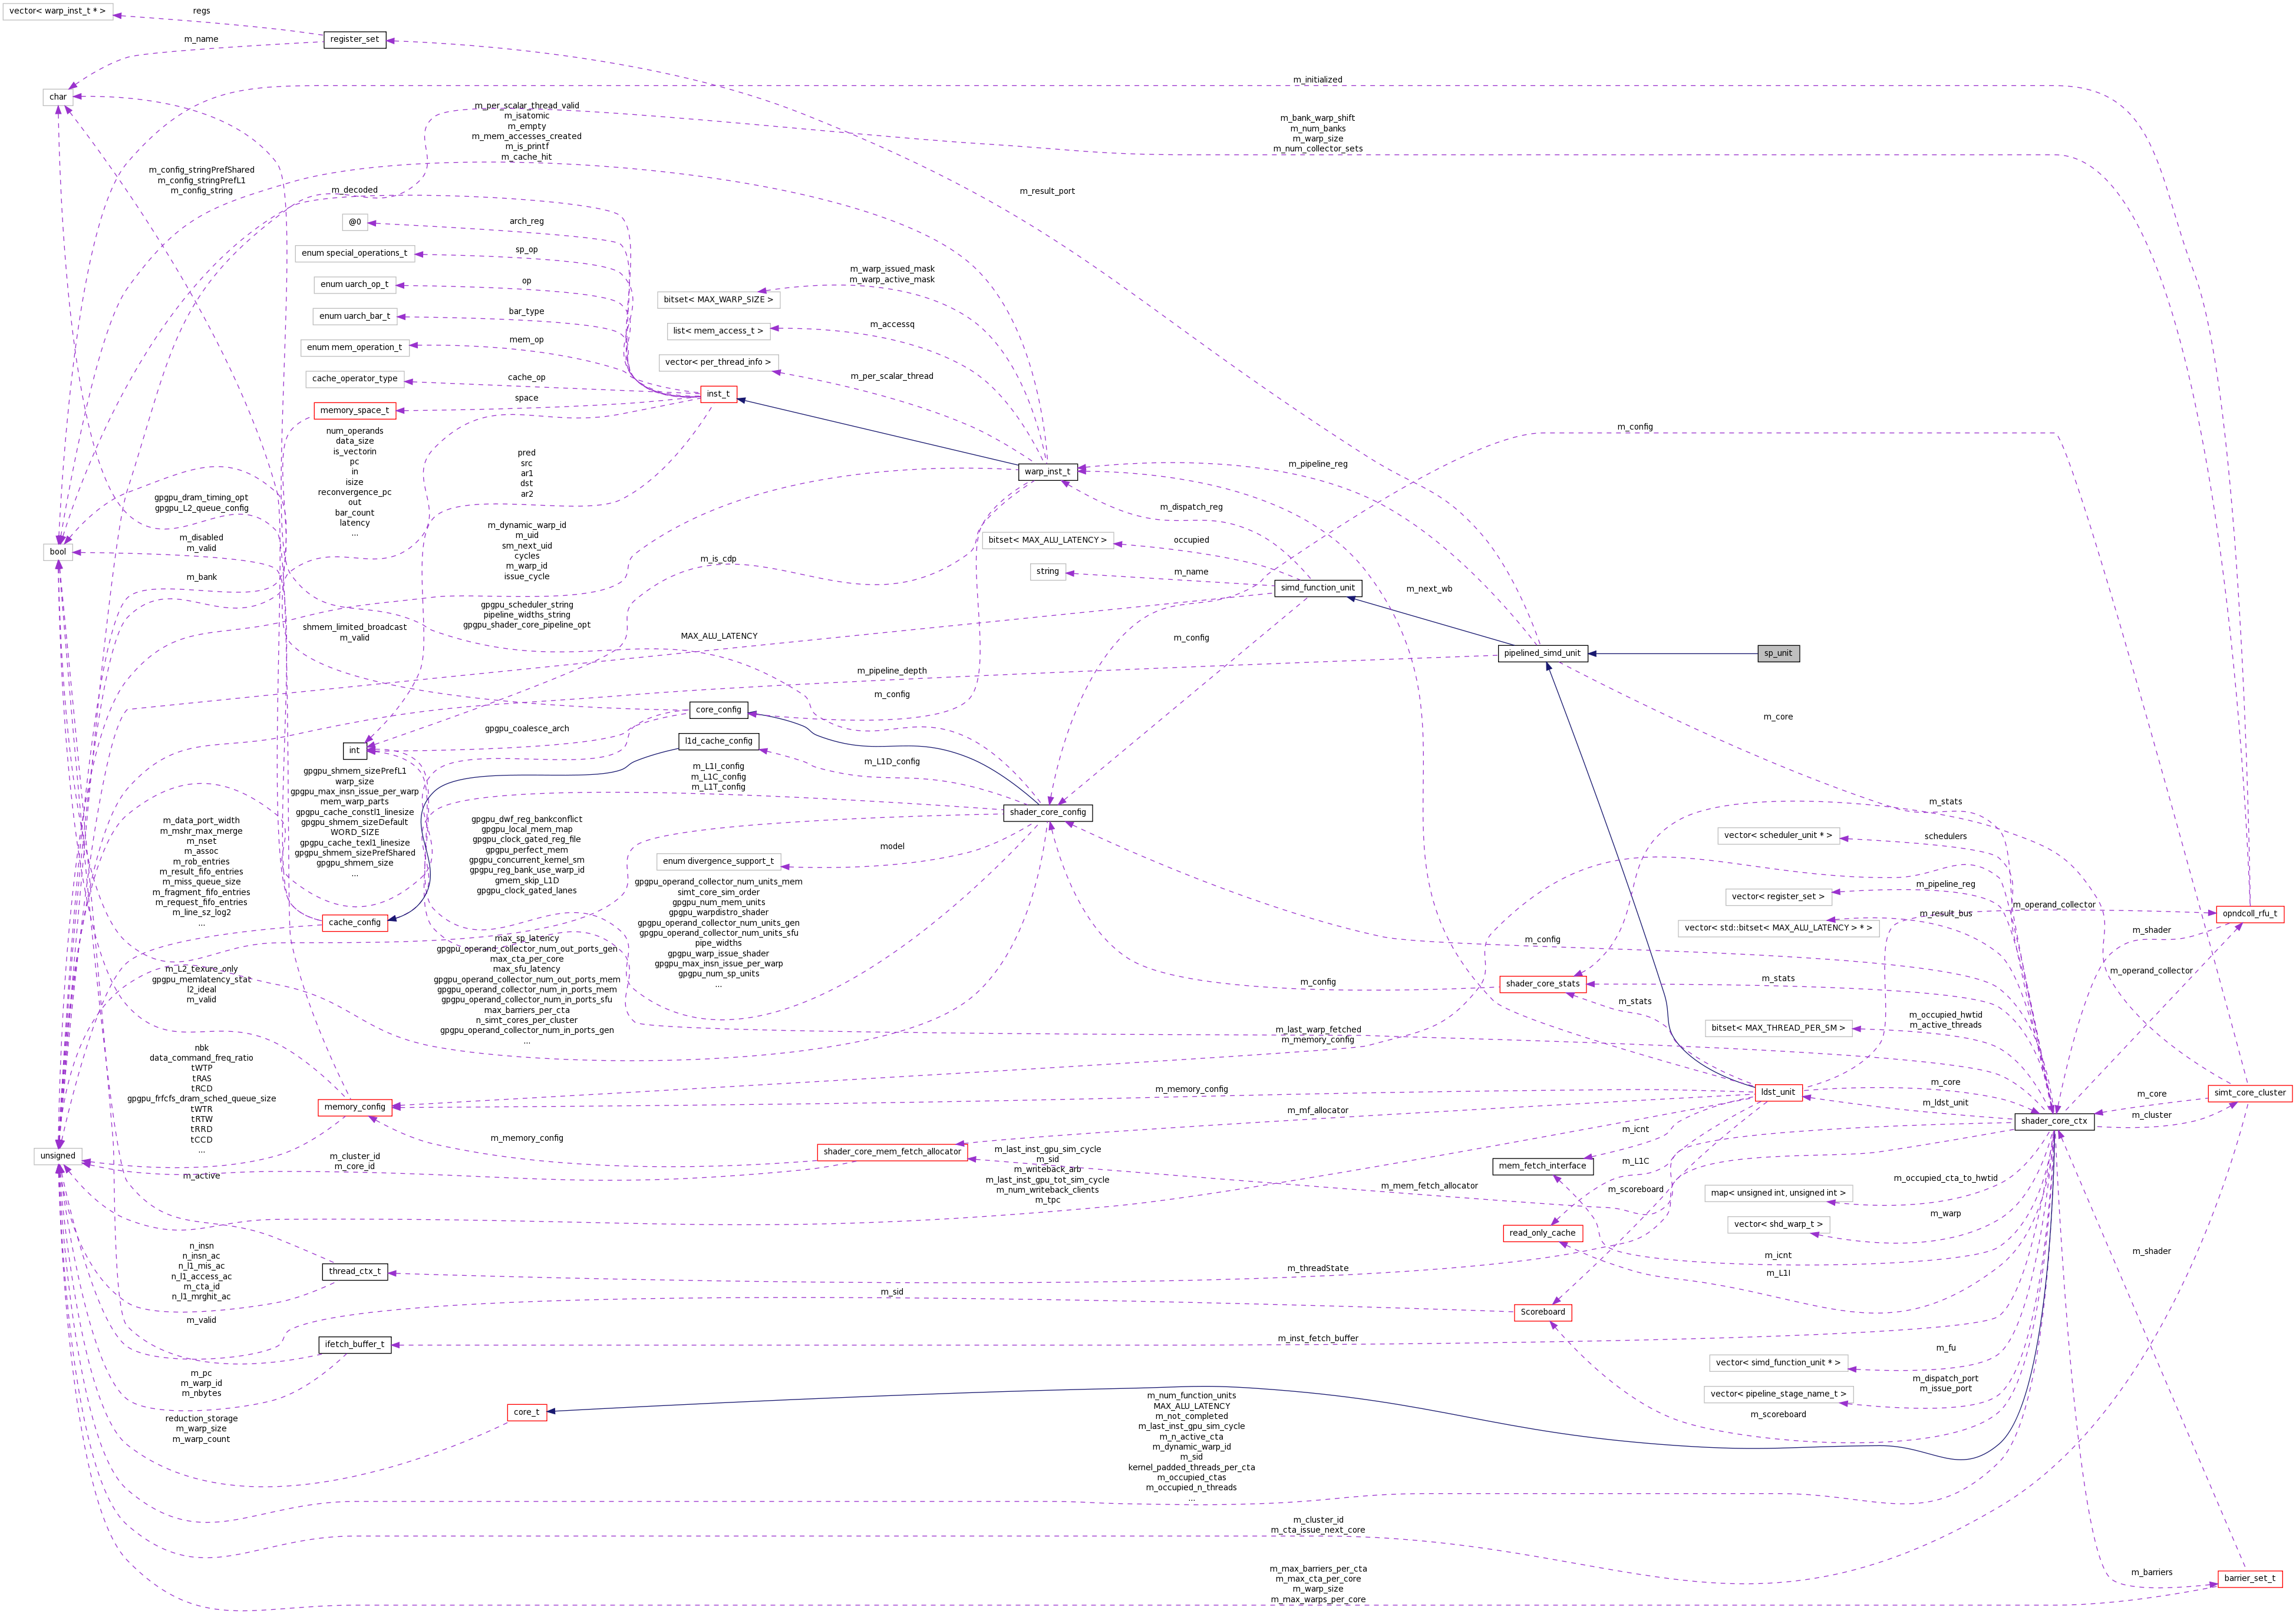 vector< warp_inst_t * >
regs
register_set
m_name
char
m_initialized
m_per_scalar_thread_valid
m_isatomic
m_empty
m_mem_accesses_created
m_is_printf
m_cache_hit
m_bank_warp_shift
m_num_banks
m_warp_size
m_num_collector_sets
m_config_stringPrefShared
m_config_stringPrefL1
m_config_string
m_decoded
m_result_port
@0
arch_reg
enum special_operations_t
sp_op
enum uarch_op_t
op
enum uarch_bar_t
bar_type
enum mem_operation_t
mem_op
cache_operator_type
cache_op
memory_space_t
space
inst_t
m_warp_issued_mask
m_warp_active_mask
bitset< MAX_WARP_SIZE >
list< mem_access_t >
m_accessq
vector< per_thread_info >
m_per_scalar_thread
num_operands
data_size
is_vectorin
pc
in
isize
reconvergence_pc
out
bar_count
latency
...
pred
src
ar1
dst
ar2
warp_inst_t
m_pipeline_reg
m_config
gpgpu_dram_timing_opt
gpgpu_L2_queue_config
m_dispatch_reg
bool
m_disabled
m_valid
m_dynamic_warp_id
m_uid
sm_next_uid
cycles
m_warp_id
issue_cycle
m_is_cdp
bitset< MAX_ALU_LATENCY >
occupied
string
m_name
simd_function_unit
m_next_wb
m_bank
gpgpu_scheduler_string
pipeline_widths_string
gpgpu_shader_core_pipeline_opt
shmem_limited_broadcast
m_valid
MAX_ALU_LATENCY
m_config
pipelined_simd_unit
sp_unit
m_pipeline_depth
m_config
core_config
m_core
gpgpu_coalesce_arch
l1d_cache_config
int
m_L1D_config
gpgpu_shmem_sizePrefL1
warp_size
gpgpu_max_insn_issue_per_warp
mem_warp_parts
gpgpu_cache_constl1_linesize
gpgpu_shmem_sizeDefault
WORD_SIZE
gpgpu_cache_texl1_linesize
gpgpu_shmem_sizePrefShared
gpgpu_shmem_size
...
m_L1I_config
m_L1C_config
m_L1T_config
shader_core_config
m_stats
m_data_port_width
m_mshr_max_merge
m_nset
m_assoc
m_rob_entries
m_result_fifo_entries
m_miss_queue_size
m_fragment_fifo_entries
m_request_fifo_entries
m_line_sz_log2
...
gpgpu_dwf_reg_bankconflict
gpgpu_local_mem_map
gpgpu_clock_gated_reg_file
gpgpu_perfect_mem
gpgpu_concurrent_kernel_sm
gpgpu_reg_bank_use_warp_id
gmem_skip_L1D
gpgpu_clock_gated_lanes
enum divergence_support_t
model
vector< scheduler_unit * >
schedulers
gpgpu_operand_collector_num_units_mem
simt_core_sim_order
gpgpu_num_mem_units
gpgpu_warpdistro_shader
gpgpu_operand_collector_num_units_gen
gpgpu_operand_collector_num_units_sfu
pipe_widths
gpgpu_warp_issue_shader
gpgpu_max_insn_issue_per_warp
gpgpu_num_sp_units
...
vector< register_set >
m_pipeline_reg
m_operand_collector
opndcoll_rfu_t
cache_config
vector< std::bitset< MAX_ALU_LATENCY > * >
m_result_bus
m_shader
max_sp_latency
gpgpu_operand_collector_num_out_ports_gen
max_cta_per_core
max_sfu_latency
gpgpu_operand_collector_num_out_ports_mem
gpgpu_operand_collector_num_in_ports_mem
gpgpu_operand_collector_num_in_ports_sfu
max_barriers_per_cta
n_simt_cores_per_cluster
gpgpu_operand_collector_num_in_ports_gen
...
m_config
m_operand_collector
m_L2_texure_only
gpgpu_memlatency_stat
l2_ideal
m_valid
m_config
shader_core_stats
m_stats
m_stats
bitset< MAX_THREAD_PER_SM >
m_occupied_hwtid
m_active_threads
m_last_warp_fetched
m_memory_config
nbk
data_command_freq_ratio
tWTP
tRAS
tRCD
gpgpu_frfcfs_dram_sched_queue_size
tWTR
tRTW
tRRD
tCCD
...
memory_config
m_memory_config
ldst_unit
m_core
m_ldst_unit
m_core
simt_core_cluster
m_cluster
shader_core_ctx
m_mf_allocator
m_memory_config
shader_core_mem_fetch_allocator
m_icnt
unsigned
m_cluster_id
m_core_id
m_active
m_last_inst_gpu_sim_cycle
m_sid
m_writeback_arb
m_last_inst_gpu_tot_sim_cycle
m_num_writeback_clients
m_tpc
m_mem_fetch_allocator
mem_fetch_interface
m_L1C
m_scoreboard
m_occupied_cta_to_hwtid
map< unsigned int, unsigned int >
m_warp
vector< shd_warp_t >
read_only_cache
m_icnt
m_L1I
m_shader
n_insn
n_insn_ac
n_l1_mis_ac
n_l1_access_ac
m_cta_id
n_l1_mrghit_ac
thread_ctx_t
m_threadState
m_sid
Scoreboard
m_valid
ifetch_buffer_t
m_inst_fetch_buffer
m_fu
vector< simd_function_unit * >
m_pc
m_warp_id
m_nbytes
m_dispatch_port
m_issue_port
vector< pipeline_stage_name_t >
m_scoreboard
core_t
reduction_storage
m_warp_size
m_warp_count
m_num_function_units
MAX_ALU_LATENCY
m_not_completed
m_last_inst_gpu_sim_cycle
m_n_active_cta
m_dynamic_warp_id
m_sid
kernel_padded_threads_per_cta
m_occupied_ctas
m_occupied_n_threads
...
m_cluster_id
m_cta_issue_next_core
m_max_barriers_per_cta
m_max_cta_per_core
m_warp_size
m_max_warps_per_core
m_barriers
barrier_set_t